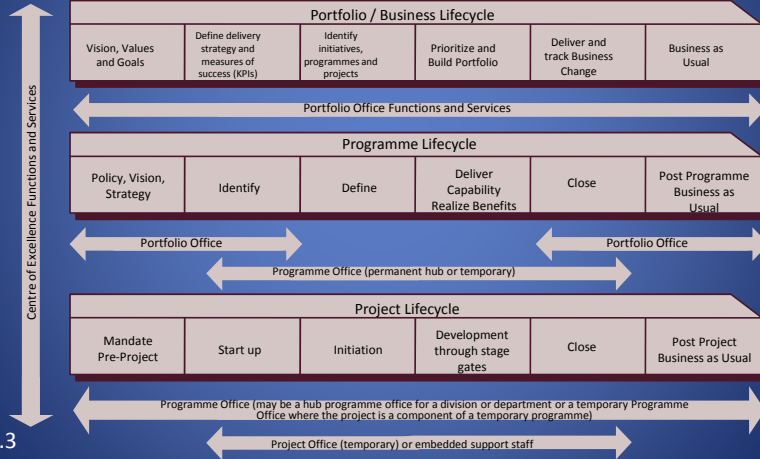 Centre of Excellence Functions and Services
Portfolio / Business Lifecycle
Vision, Values
and Goals
Define delivery
strategy and
measures of
success (KPIs)
Identify
initiatives,
programmes and
projects
Prioritize and
Build Portfolio
Deliver and
track Business
Change
Business as
Usual
Portfolio Office Functions and Services
Programme Lifecycle
Policy, Vision,
Strategy
Identify
Define
Deliver
Capability
Realize Benefits
Close
Post Programme
Business as
Usual
Portfolio Office
Portfolio Office
Programme Office (permanent hub or temporary)
Project Lifecycle
Mandate
Pre-Project
Start up
Initiation
Development
through stage
gates
Close
Post Project
Business as Usual
Programme Office (may be a hub programme office for a division or department or a temporary Programme
Office where the project is a component of a temporary programme)
Project Office (temporary) or embedded support staff
.3